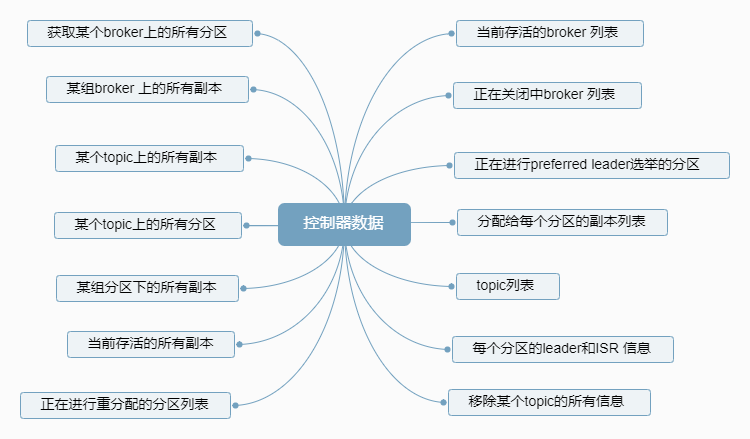 获取某个broker上的所有分区
某组broker 上的所有副本
某个topic上的所有副本
某个topic上的所有分区
某组分区下的所有副本
当前存活的所有副本
正在进行重分配的分区列表
控制器数据
当前存活的broker 列表
正在关闭中broker 列表
正在进行preferred leader选举的分区
分配给每个分区的副本列表
topic列表
每个分区的leader和ISR 信息
移除某个topic的所有信息